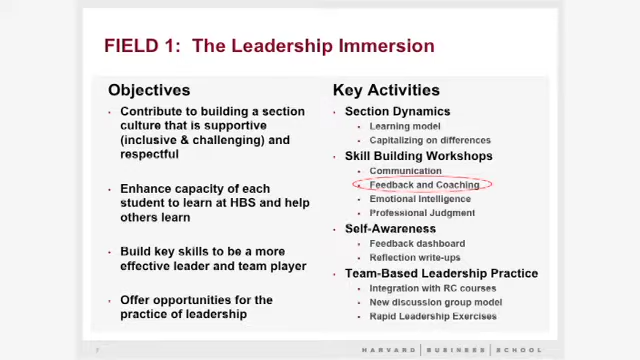 FIELD 1: The Leadership Immersion
Objectives
Contribute to building a section
culture that is supportive
(inclusive & challenging) and
respectful
Enhance capacity of each
student to learn at HBS and help
others learn
Build key skills to be a more
effective leader and team player
Offer opportunities for the
practice of leadership
Key Activities
Section Dynamics
Learning model
Capitalizing on differences
Skill Building Workshops
Communication
Feedback and Coaching
Emotional Intelligence
Professional Judgment
Self-Awareness
Feedback dashboard
Reflection write-ups
Team-Based Leadership Practice
Integration with RC courses
New discussion group model
Rapid Leadership Exercises
7
HARVARD | BUSINESS | SCHOOL